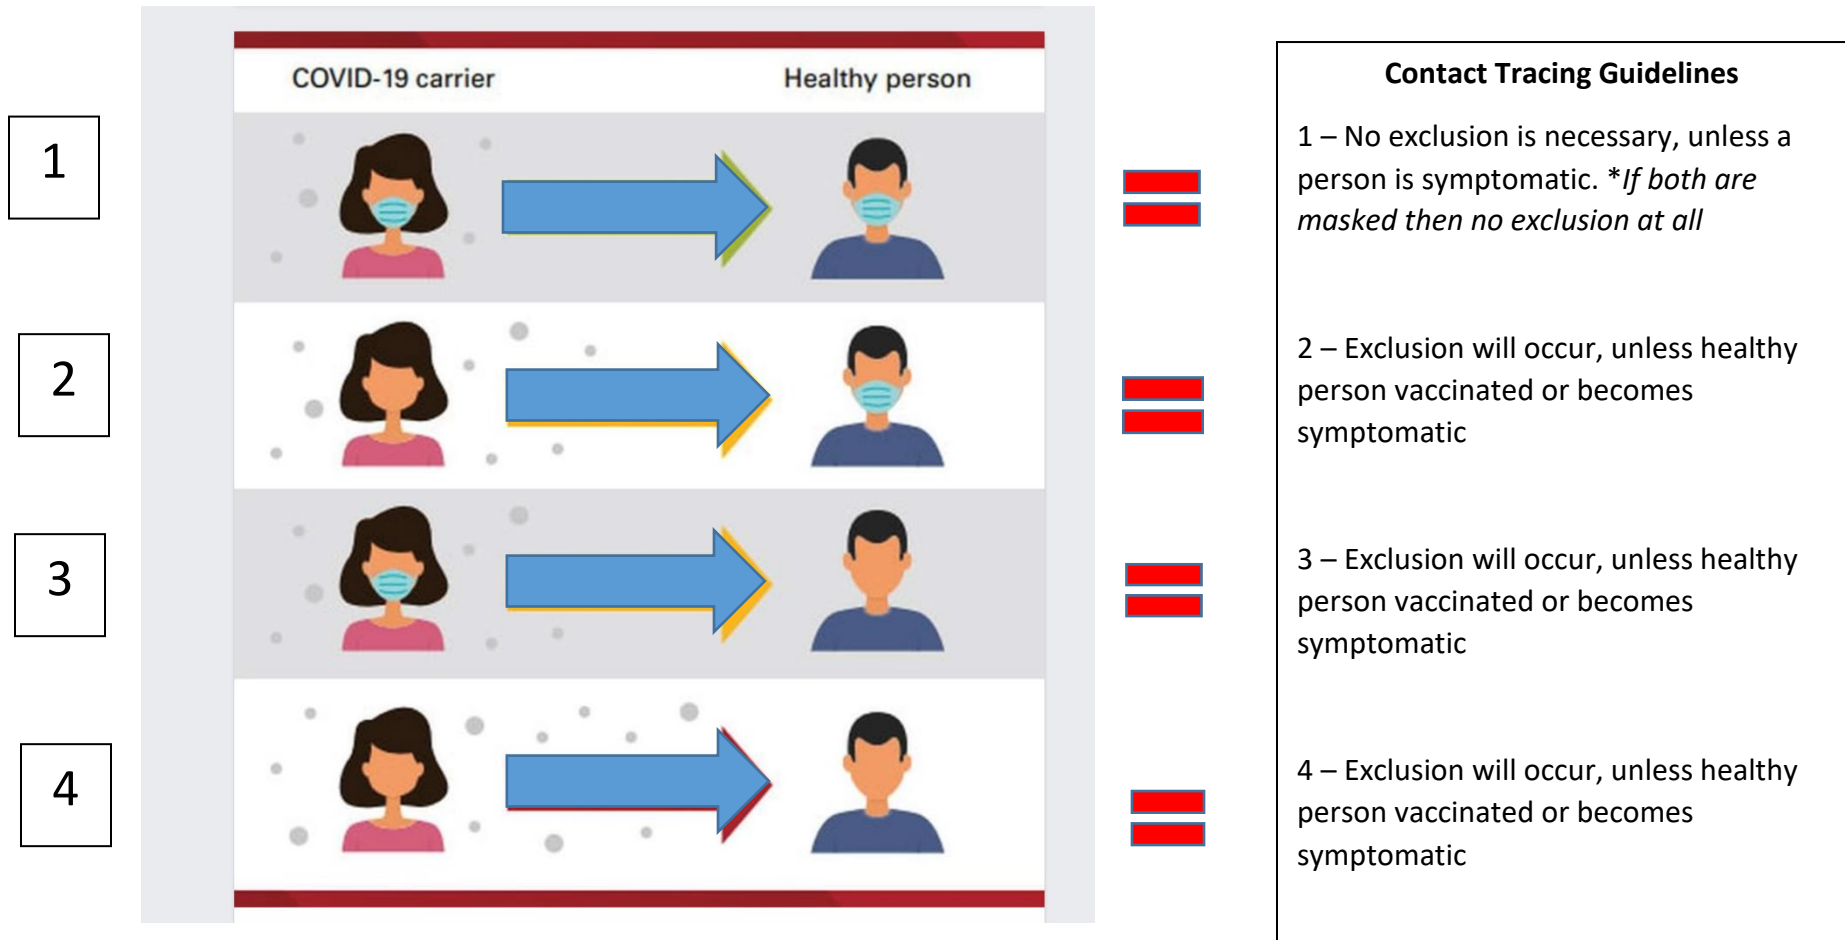 COVID-19 carrier
Healthy person
1
2
3
4
Contact Tracing Guidelines
1 – No exclusion is necessary, unless a
person is symptomatic. *If both are
masked then no exclusion at all
2 – Exclusion will occur, unless healthy
person vaccinated or becomes
symptomatic
3 – Exclusion will occur, unless healthy
person vaccinated or becomes
symptomatic
4 – Exclusion will occur, unless healthy
person vaccinated or becomes
symptomatic